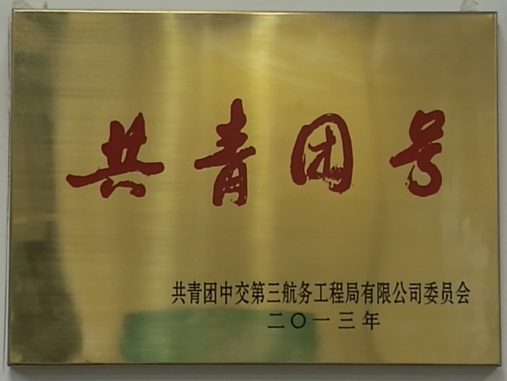 共青团号
共青团中交第三航务工程局有限公司委员会
二〇一三年